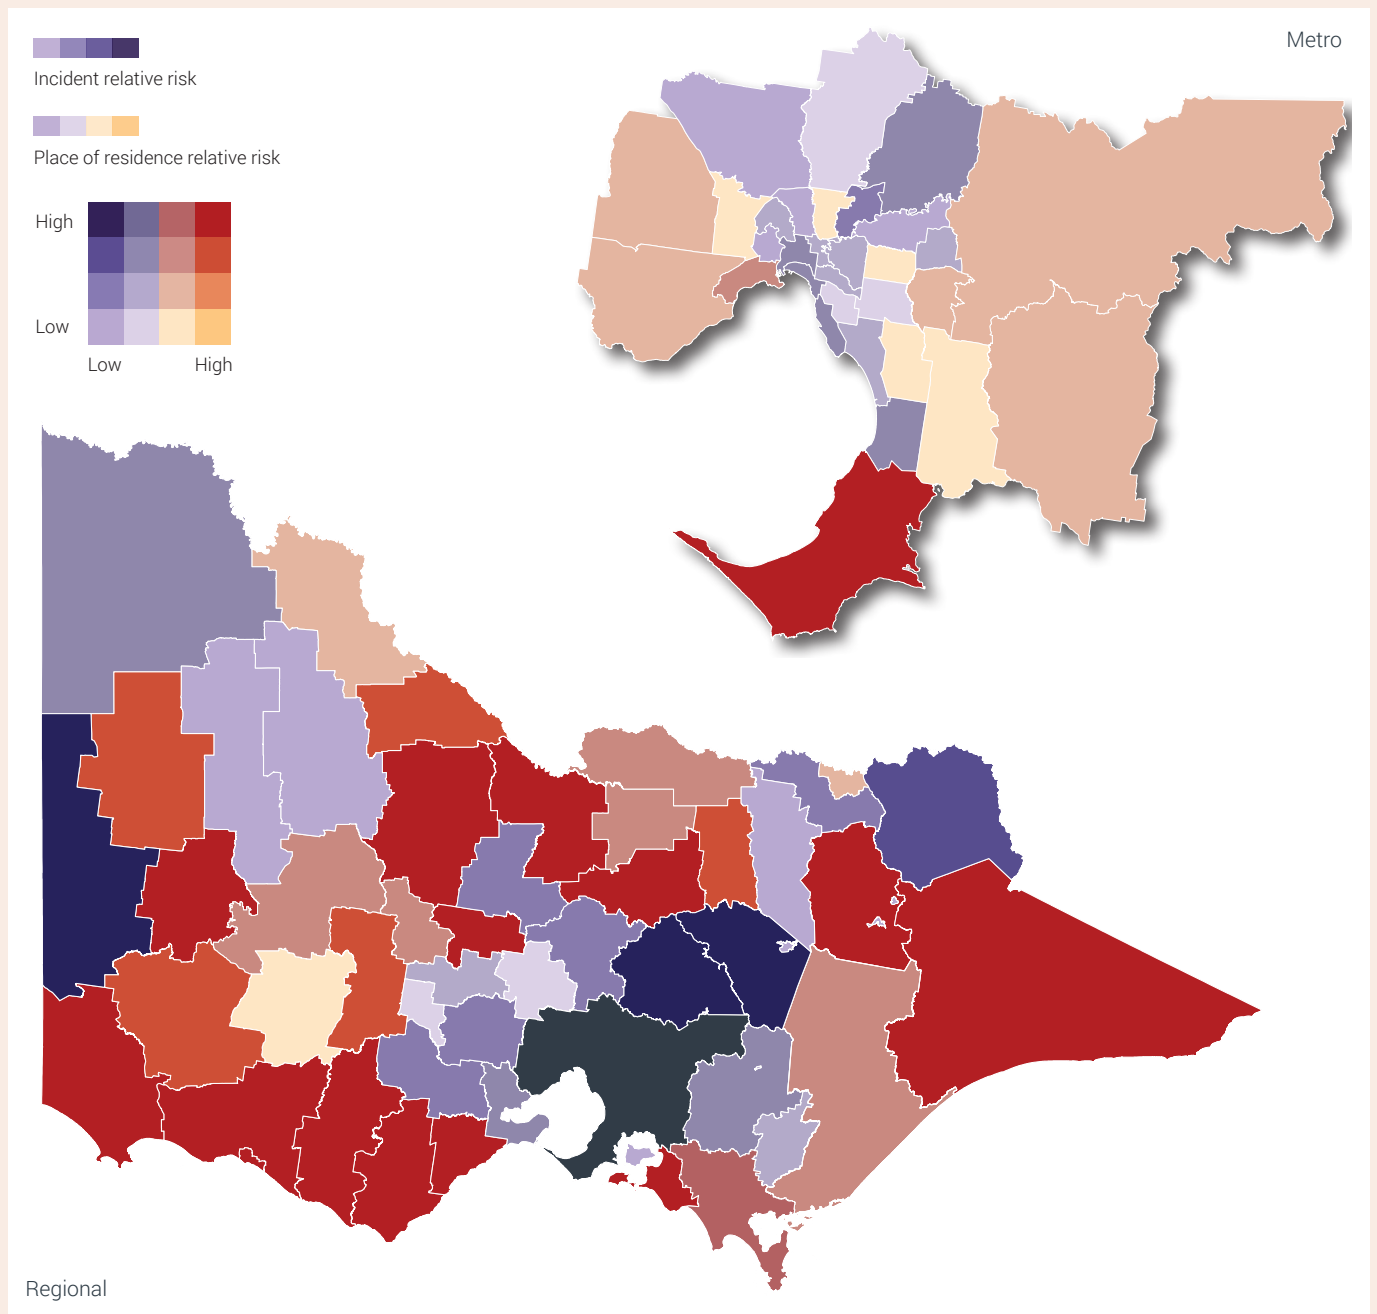 Metro
Incident relative risk
Place of residence relative risk
High
Low
Low
High
Regional